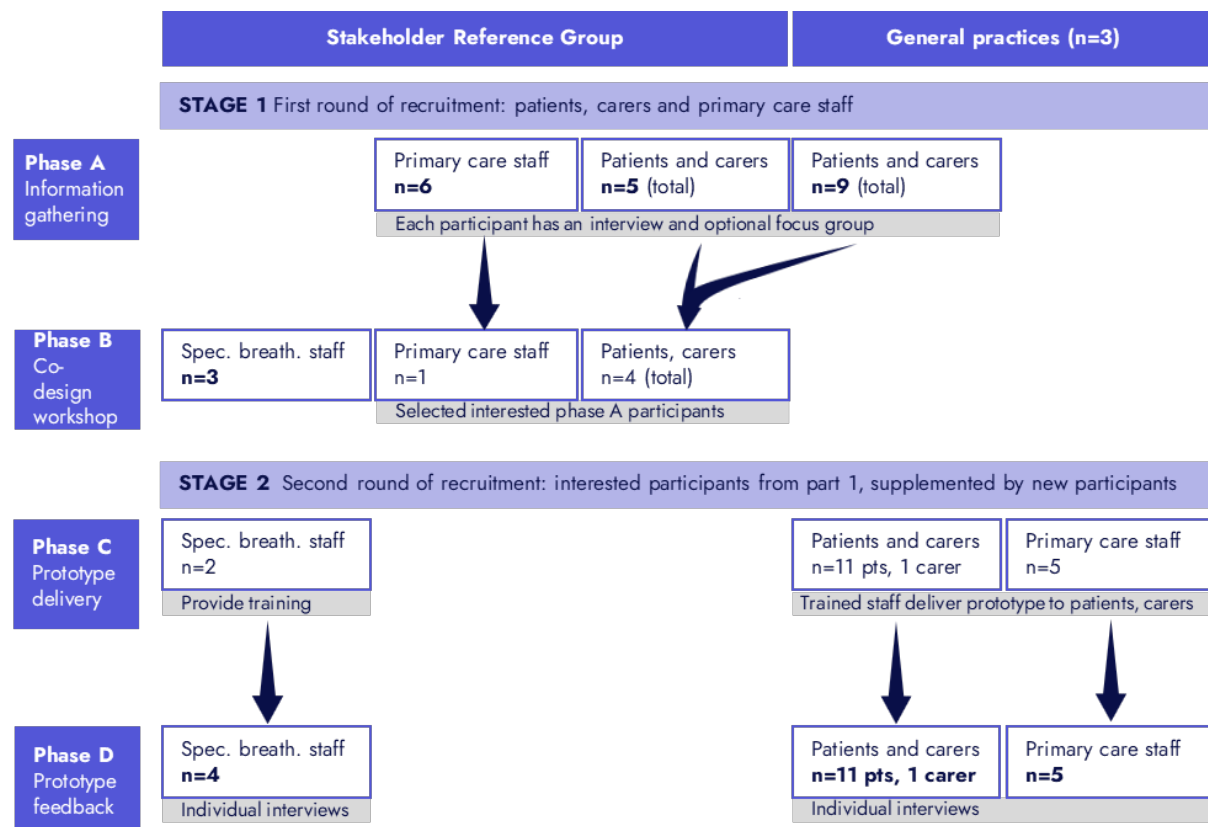 Stakeholder Reference Group
General practices (n=3)
STAGE 1 First round of recruitment: patients, carers and primary care staff
Phase A
Information
gathering
Primary care staff
n=6
Patients and carers
n=5 (total)
Patients and carers
n=9 (total)
Each participant has an interview and optional focus group
Phase B
Co-
design
workshop
Spec. breath. staff
n=3
Primary care staff
n=1
Patients, carers
n=4 (total)
Selected interested phase A participants
STAGE 2 Second round of recruitment: interested participants from part 1, supplemented by new participants
Phase C
Prototype
delivery
Spec. breath. staff
n=2
Provide training
Patients and carers
n=11 pts, 1 carer
Primary care staff
n=5
Trained staff deliver prototype to patients, carers
Phase D
Prototype
feedback
Spec. breath. staff
n=4
Individual interviews
Patients and carers
n=11 pts, 1 carer
Primary care staff
n=5
Individual interviews